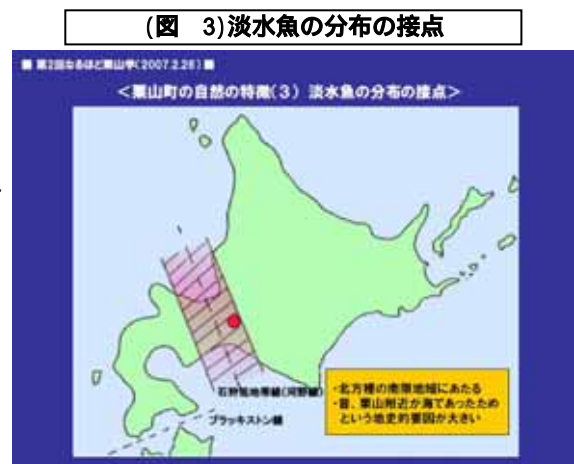 (図 3)淡水魚の分布の接点
■ 第2回なるほど栗山学(2007.2.26) ■
＜栗山町の自然の特徴(3) 淡水魚の分布の接点＞
石狩低地帯線(河野線)
ブラッキストン線
・北方種の南限地域にあたる
・昔、栗山附近が海であったため
という地史的要因が大きい